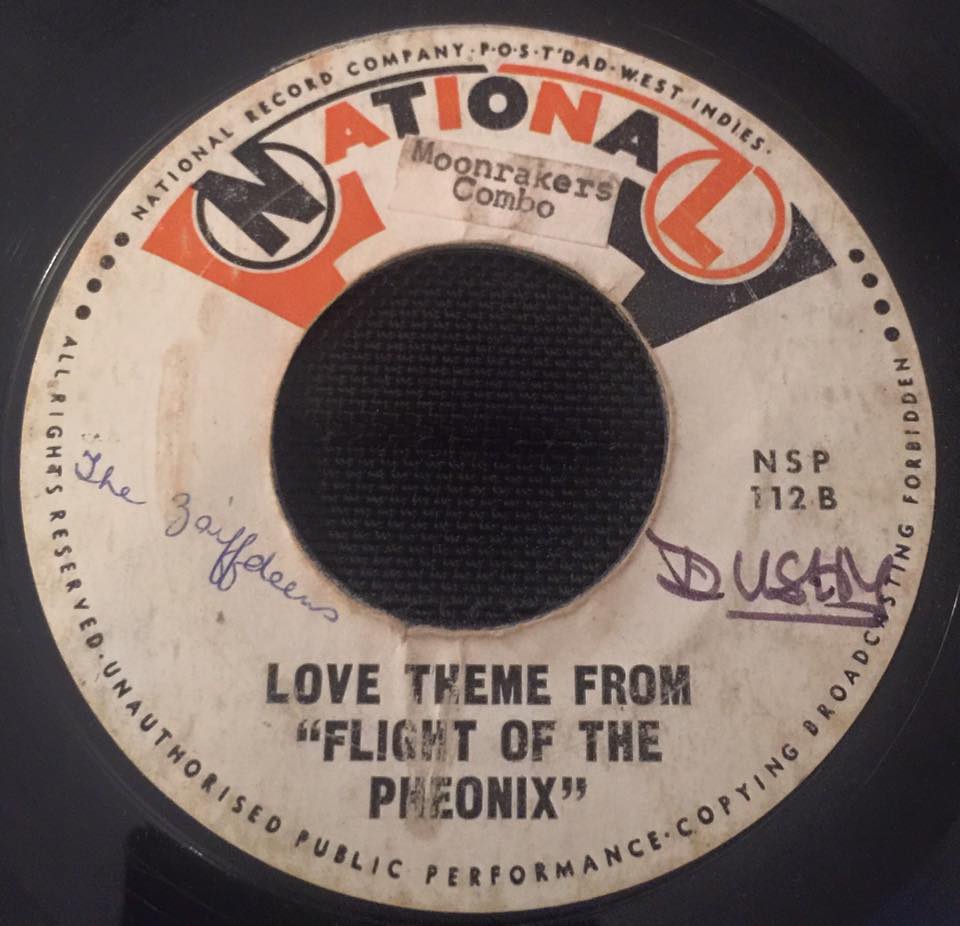 NATIONAL RECORD COMPANY·P·O·S·T'DAD·WEST INDIES·
NATIONAL
Moonrakers
Combo
NSP
112 B
The Zaiffdeens
DUSTY
LOVE THEME FROM
“FLIGHT OF THE
PHEONIX”
ALL RIGHTS RESERVED·UNAUTHORISED PUBLIC PERFORMANCE·COPYING BROADCASTING FORBIDDEN